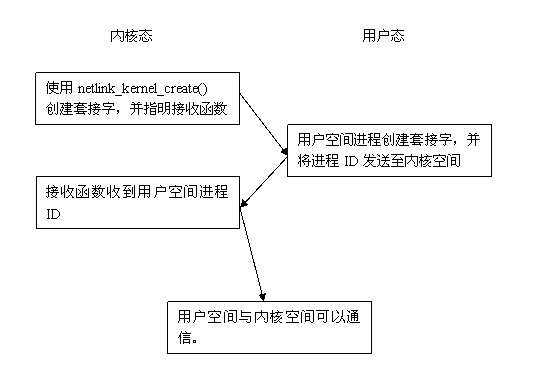 内核态
用户态
使用 netlink_kernel_create()
创建套接字，并指明接收函数
用户空间进程创建套接字，并
将进程 ID 发送至内核空间
接收函数收到用户空间进程
ID
用户空间与内核空间可以通
信。